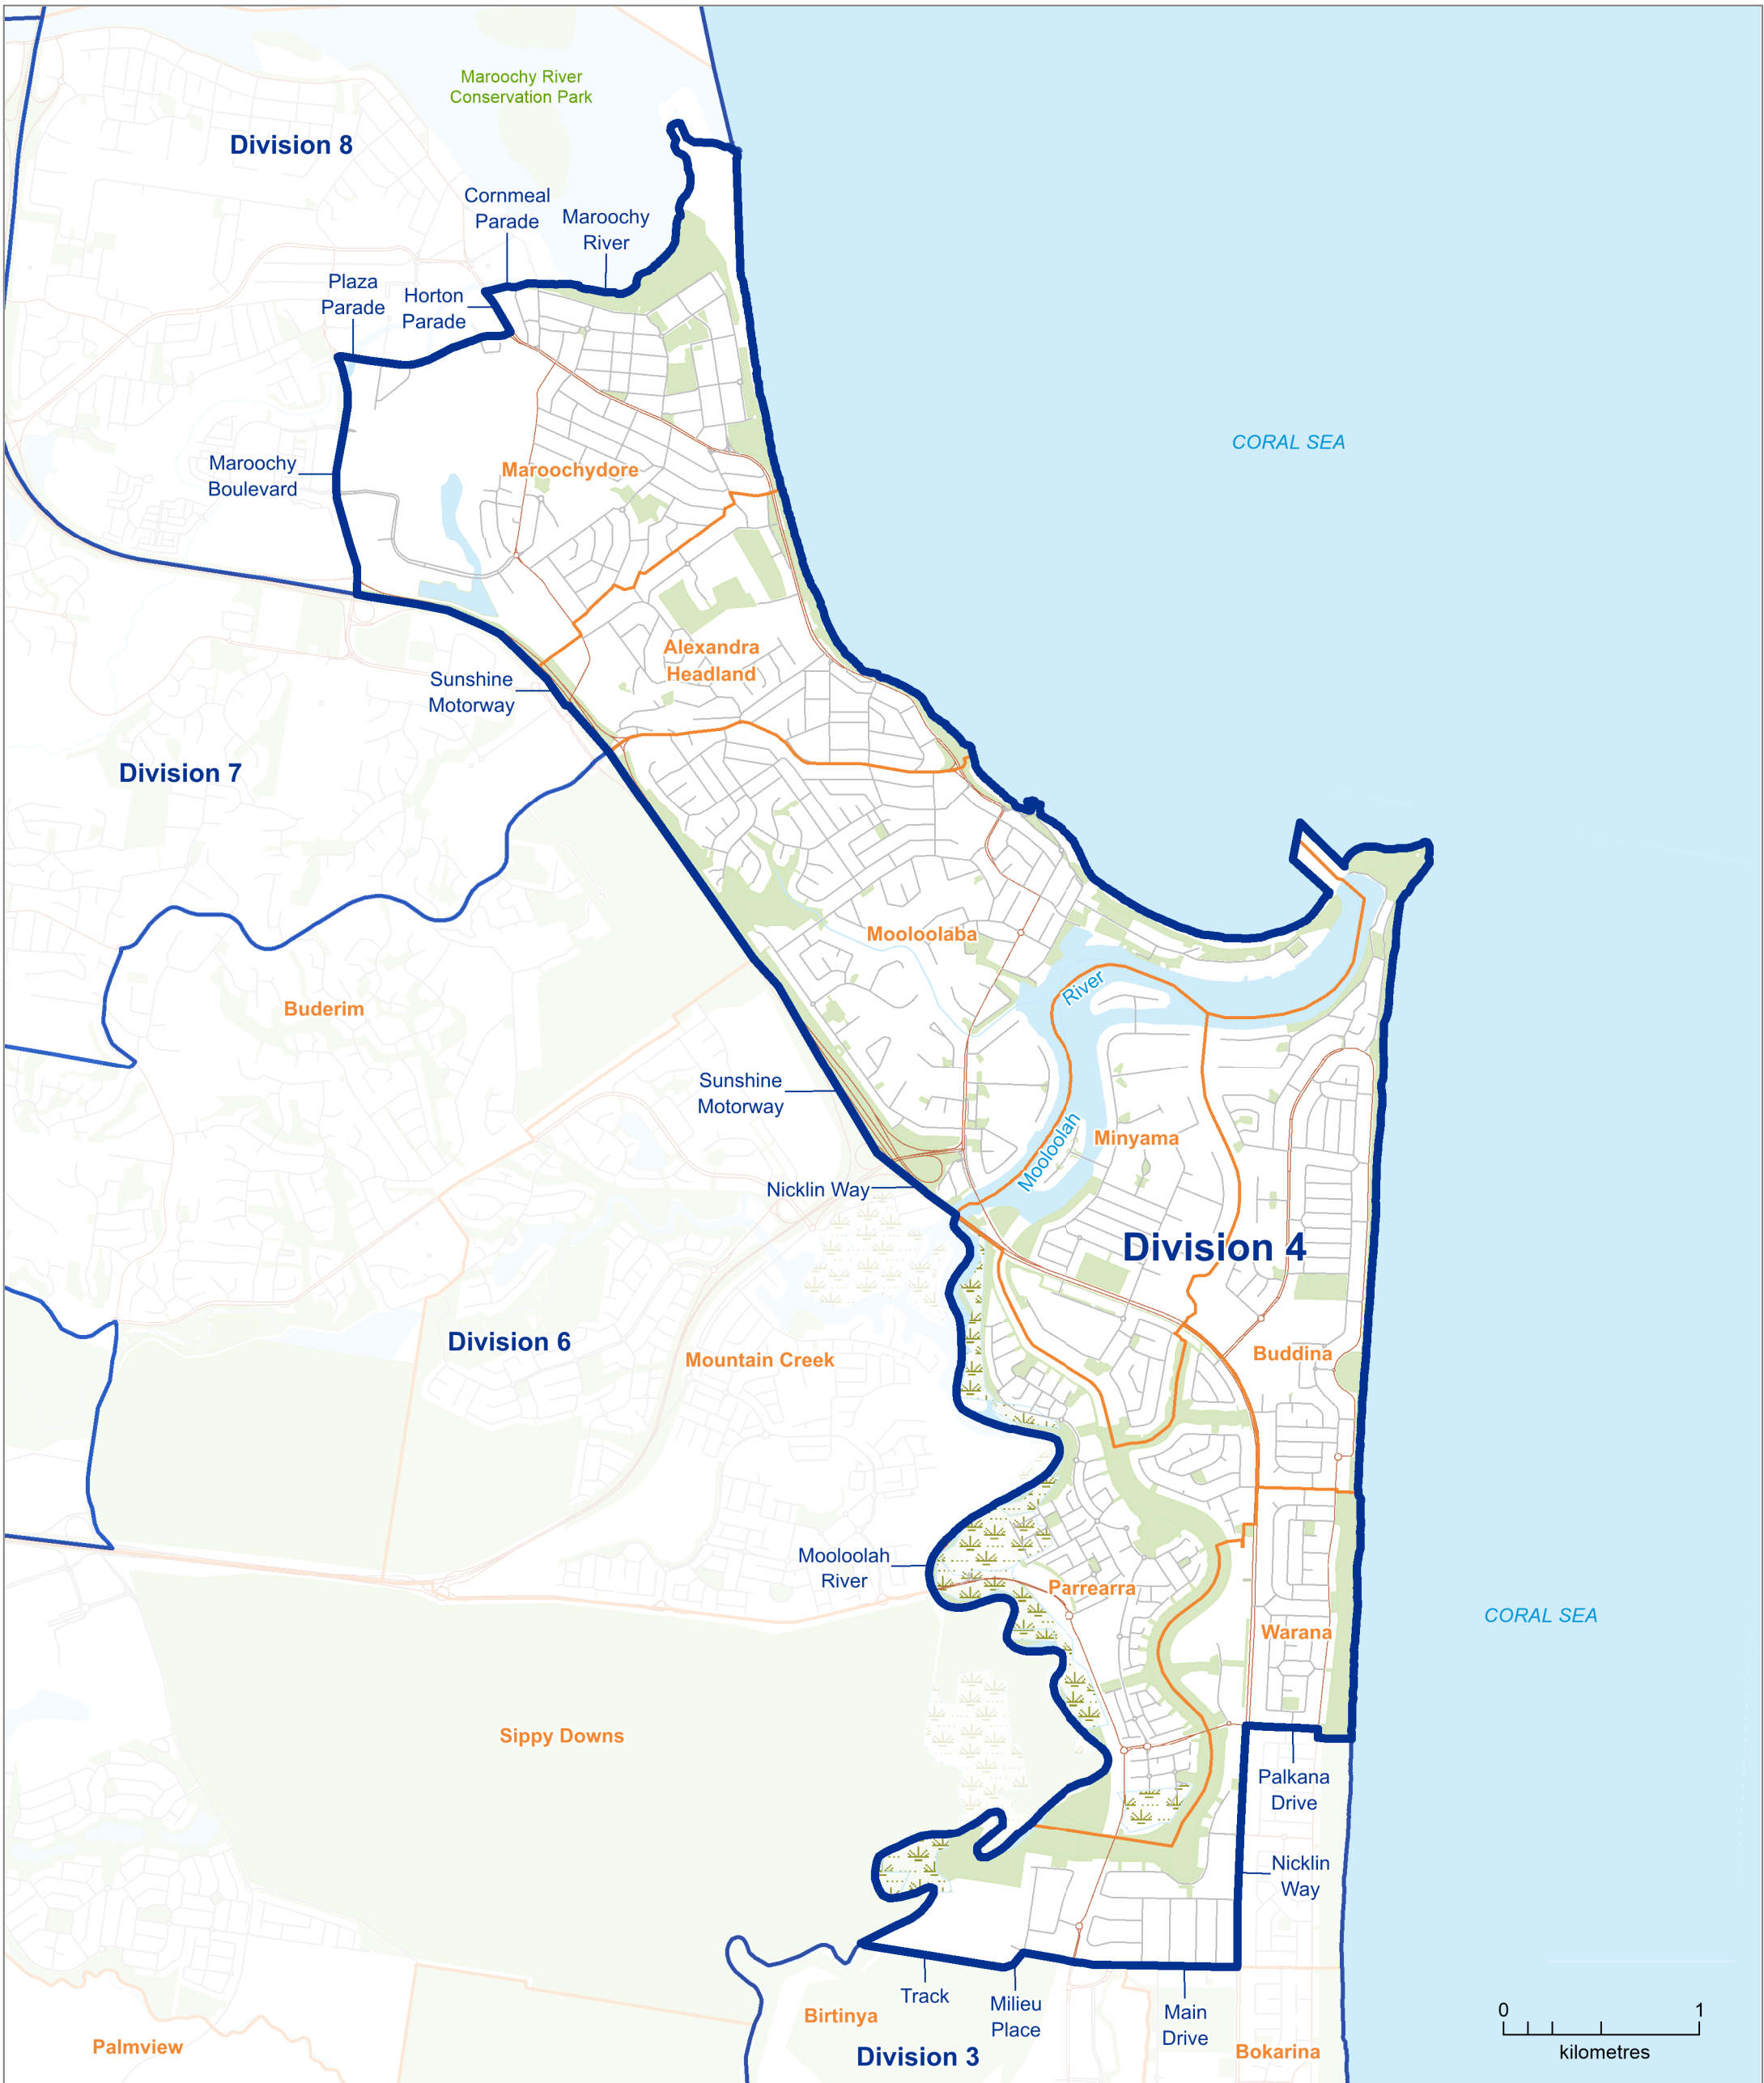 Maroochy River
Conservation Park
Division 8
Cornmeal
Parade
Maroochy
River
Plaza
Parade
Horton
Parade
CORAL SEA
Maroochy
Boulevard
Maroochydore
Alexandra
Headland
Sunshine
Motorway
Division 7
Mooloolaba
River
Buderim
Sunshine
Motorway
Minyama
Mooloolah
Nicklin Way
Division 4
Division 6
Mountain Creek
Buddina
Mooloolah
River
Parrearra
CORAL SEA
Warana
Sippy Downs
Palkana
Drive
Nicklin
Way
Track
Milieu
Place
Main
Drive
Birtinya
Division 3
Palmview
Bokarina
0 1
kilometres